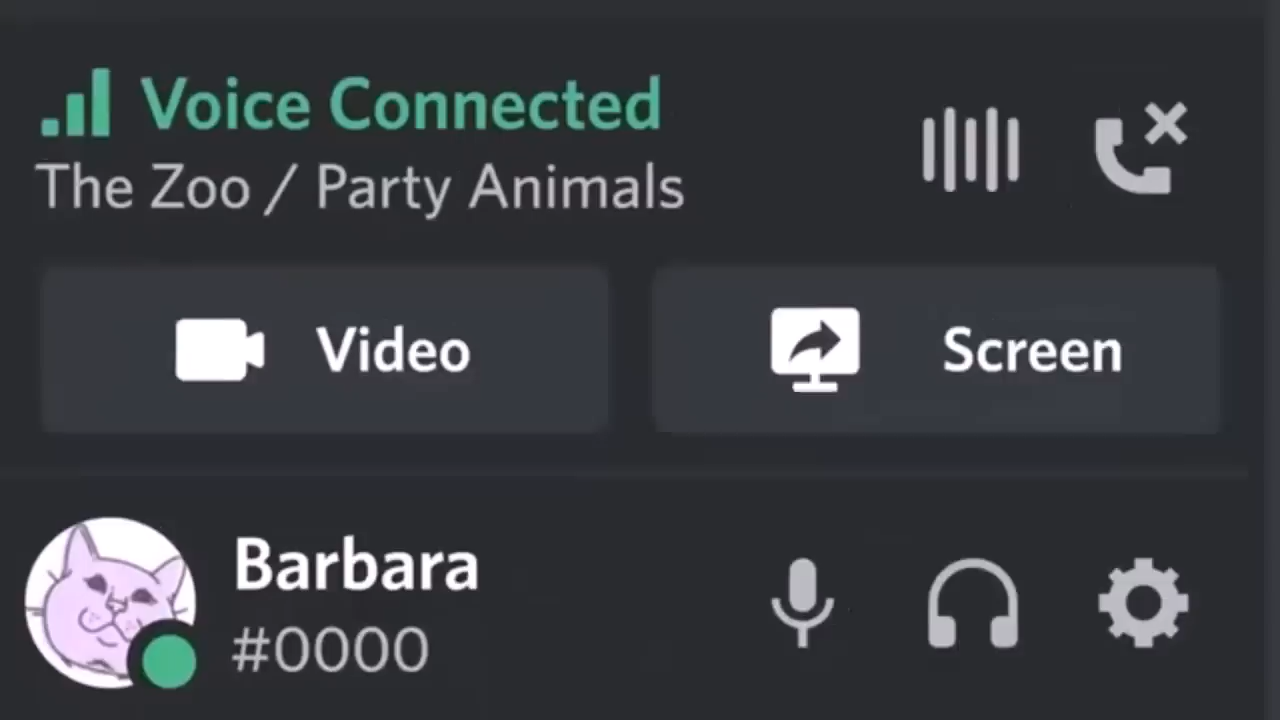 Voice Connected
The Zoo / Party Animals
Video
Screen
Barbara
#0000